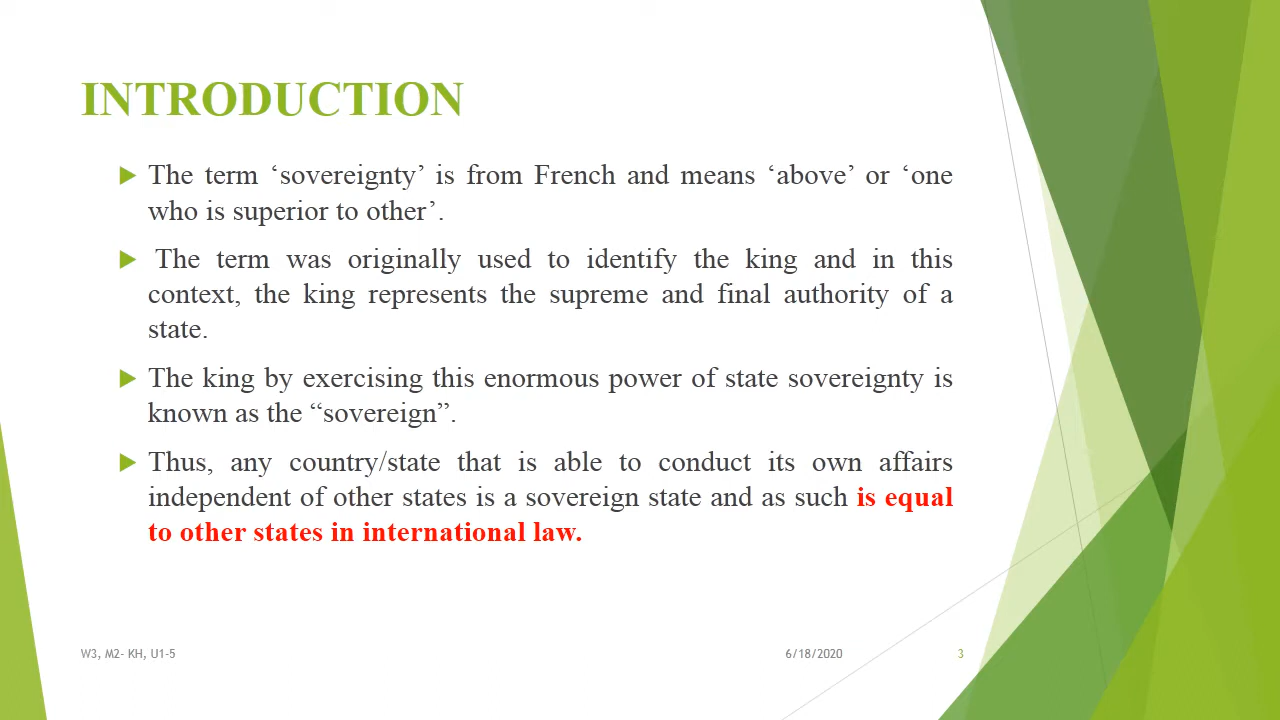 INTRODUCTION
The term ‘sovereignty’ is from French and means ‘above’ or ‘one
who is superior to other’.
The term was originally used to identify the king and in this
context, the king represents the supreme and final authority of a
state.
The king by exercising this enormous power of state sovereignty is
known as the “sovereign”.
Thus, any country/state that is able to conduct its own affairs
independent of other states is a sovereign state and as such is equal
to other states in international law.
W3, M2- KH, U1-5
6/18/2020
3